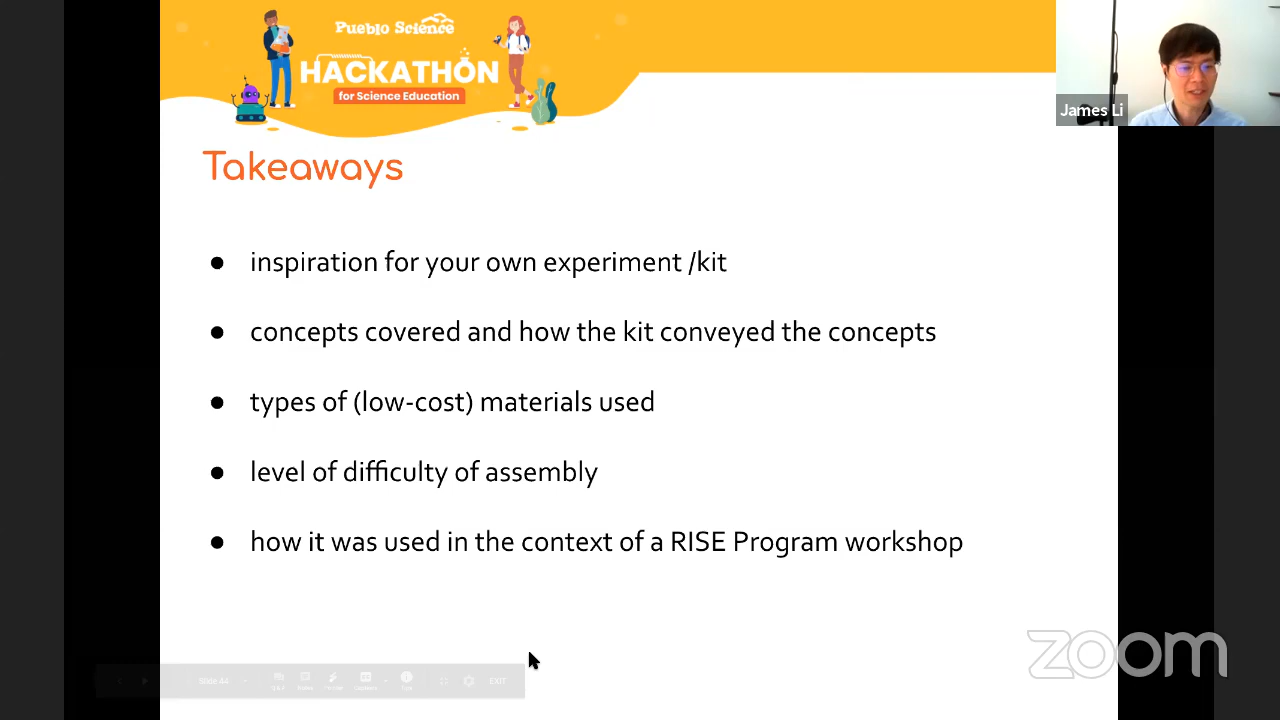 Pueblo Science
HACKATHON
for Science Education
James Li
Takeaways
● inspiration for your own experiment /kit
● concepts covered and how the kit conveyed the concepts
● types of (low-cost) materials used
● level of difficulty of assembly
● how it was used in the context of a RISE Program workshop
Slide 44
EXIT
zoom